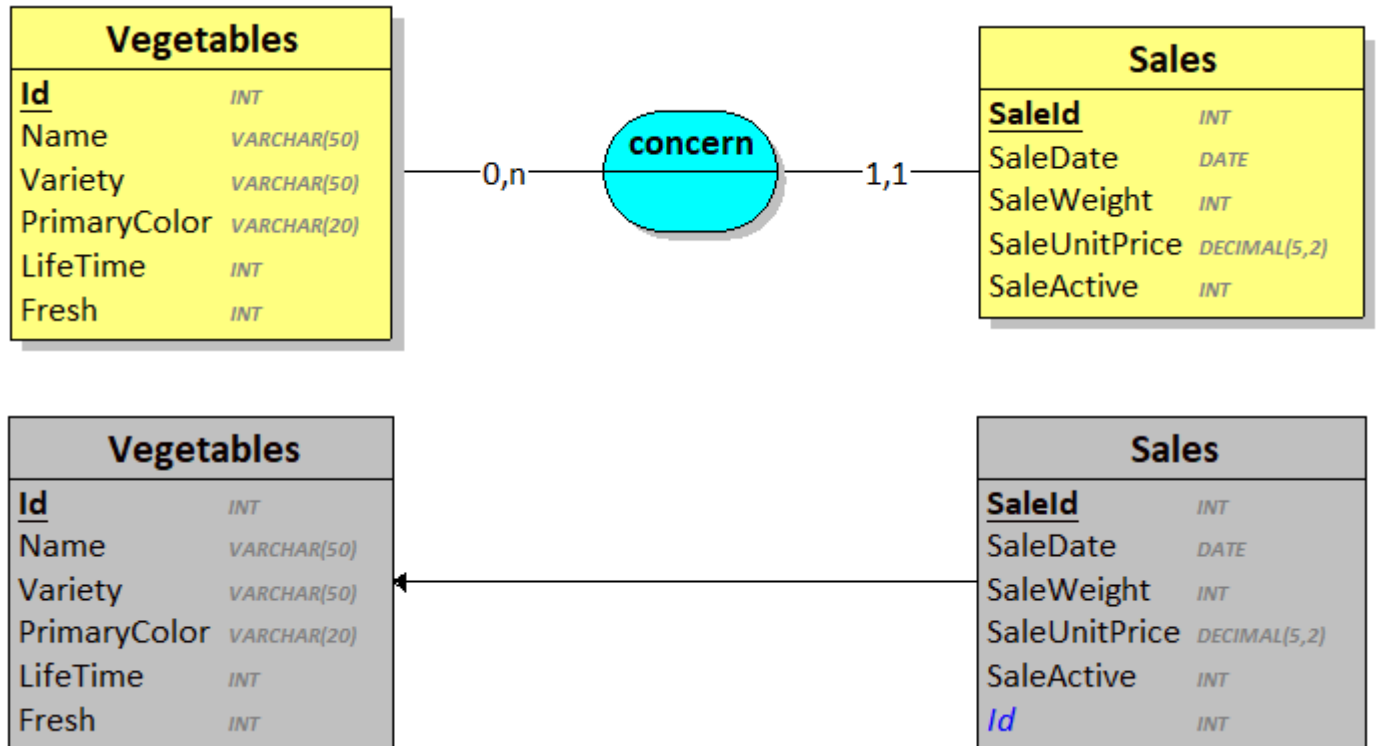 Vegetables
Id INT
Name VARCHAR(50)
Variety VARCHAR(50)
PrimaryColor VARCHAR(20)
LifeTime INT
Fresh INT
0,n
concern
1,1
Sales
SaleId INT
SaleDate DATE
SaleWeight INT
SaleUnitPrice DECIMAL(5,2)
SaleActive INT
Vegetables
Id INT
Name VARCHAR(50)
Variety VARCHAR(50)
PrimaryColor VARCHAR(20)
LifeTime INT
Fresh INT
Sales
SaleId INT
SaleDate DATE
SaleWeight INT
SaleUnitPrice DECIMAL(5,2)
SaleActive INT
Id INT